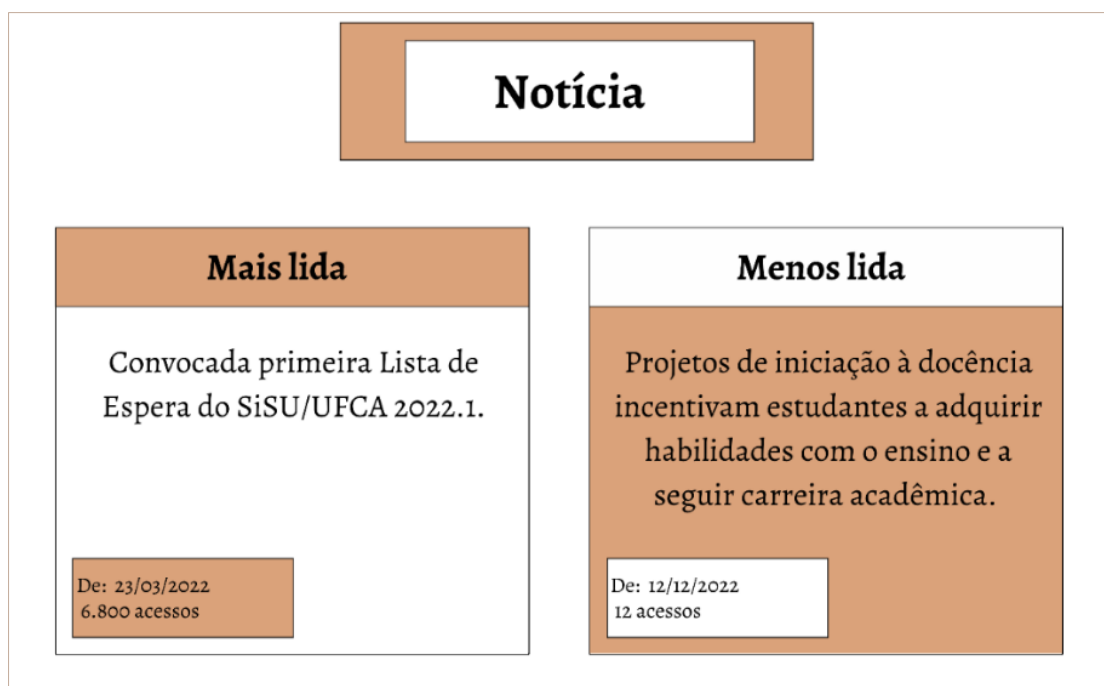 Notícia
Mais lida
Convocada primeira Lista de
Espera do SiSU/UFCA 2022.1.
De: 23/03/2022
6.800 acessos
Menos lida
Projetos de iniciação à docência
incentivam estudantes a adquirir
habilidades com o ensino e a
seguir carreira acadêmica.
De: 12/12/2022
12 acessos